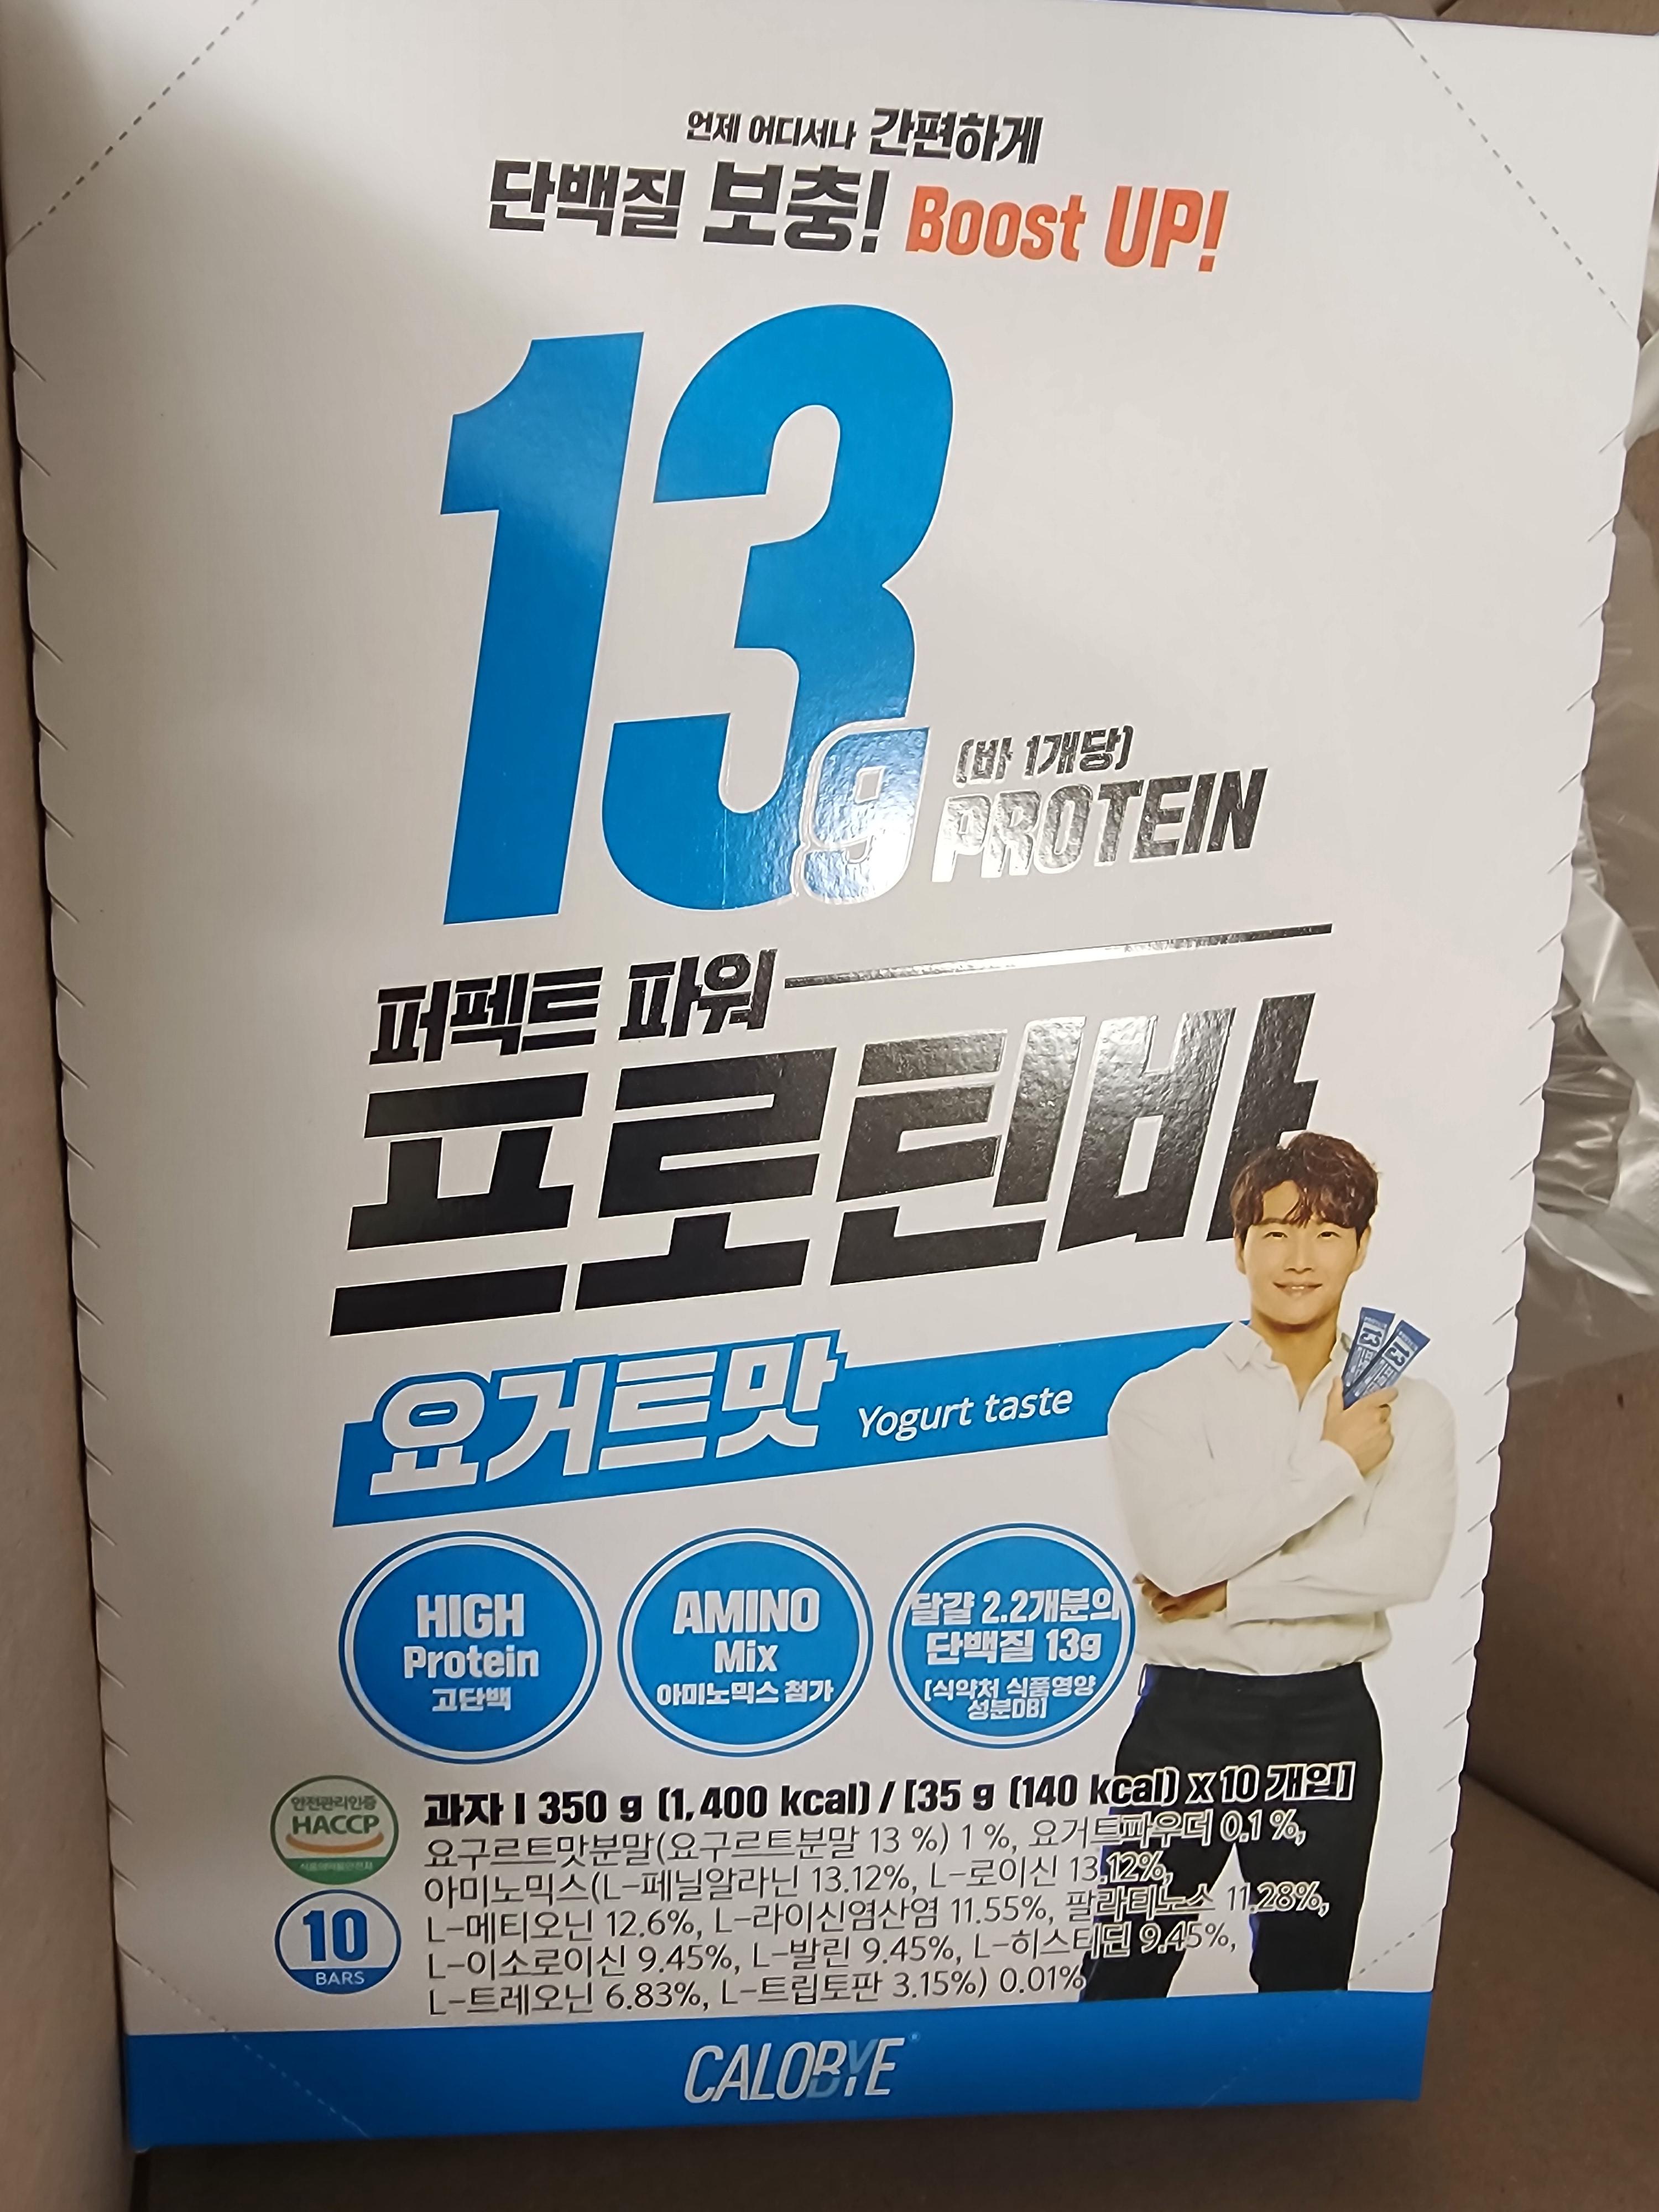 언제 어디서나 간편하게
단백질 보충! Boost UP!
13g
(바 1개당)
PROTEIN
퍼펙트 파워
프로틴바
요거트맛 Yogurt taste
HIGH
Protein
고단백
AMINO
Mix
아미노믹스 첨가
달걀 2.2개분의
단백질 13g
[식약처 식품영양
성분DB]
안전관리인증
HACCP
식품의약품안전처
10
BARS
과자 | 350 g (1,400 kcal) / [35 g (140 kcal) x 10 개입]
요구르트맛분말(요구르트분말 13 %) 1 %, 요거트파우더 0.1 %,
아미노믹스(L-페닐알라닌 13.12%, L-로이신 13.12%,
L-메티오닌 12.6%, L-라이신염산염 11.55%, 팔라티노스 11.28%,
L-이소로이신 9.45%, L-발린 9.45%, L-히스티딘 9.45%,
L-트레오닌 6.83%, L-트립토판 3.15%) 0.01%
CALOBYE®